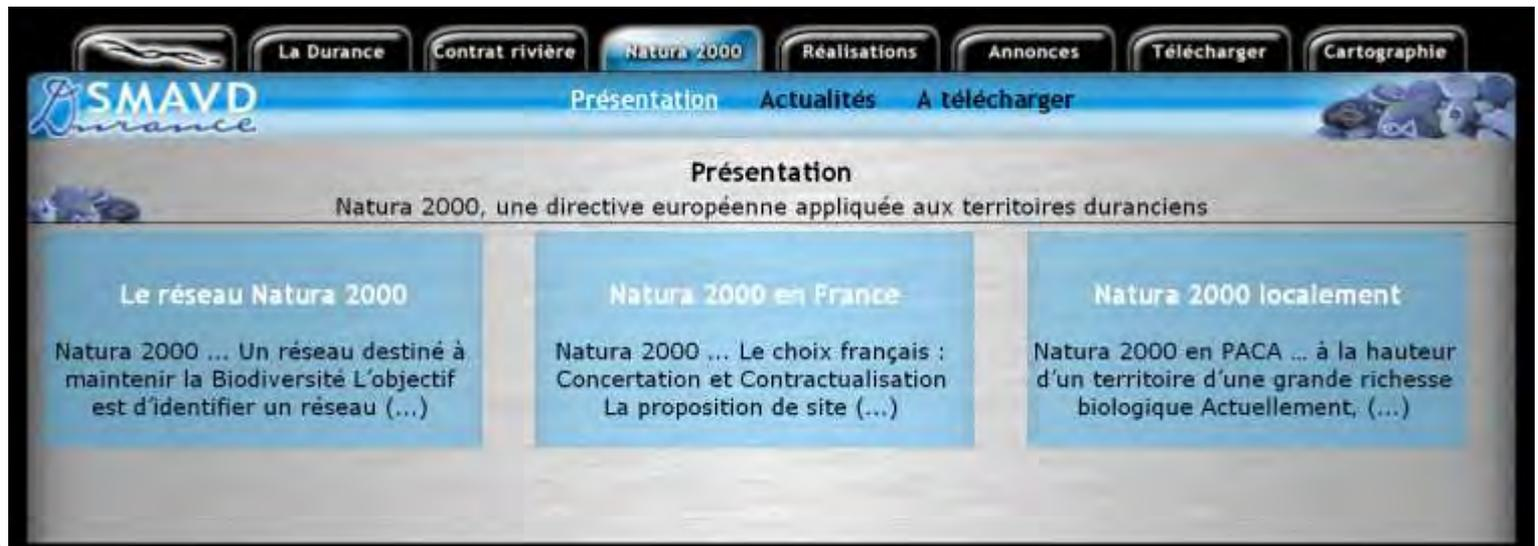 La Durance Contrat rivière Natura 2000 Réalisations Annonces Télécharger Cartographie
SMAVD
Durance
Présentation Actualités A télécharger
Présentation
Natura 2000, une directive européenne appliquée aux territoires duranciens
Le réseau Natura 2000
Natura 2000 ... Un réseau destiné à
maintenir la Biodiversité L'objectif
est d'identifier un réseau (...)
Natura 2000 en France
Natura 2000 ... Le choix français :
Concertation et Contractualisation
La proposition de site (...)
Natura 2000 localement
Natura 2000 en PACA ... à la hauteur
d'un territoire d'une grande richesse
biologique Actuellement, (...)